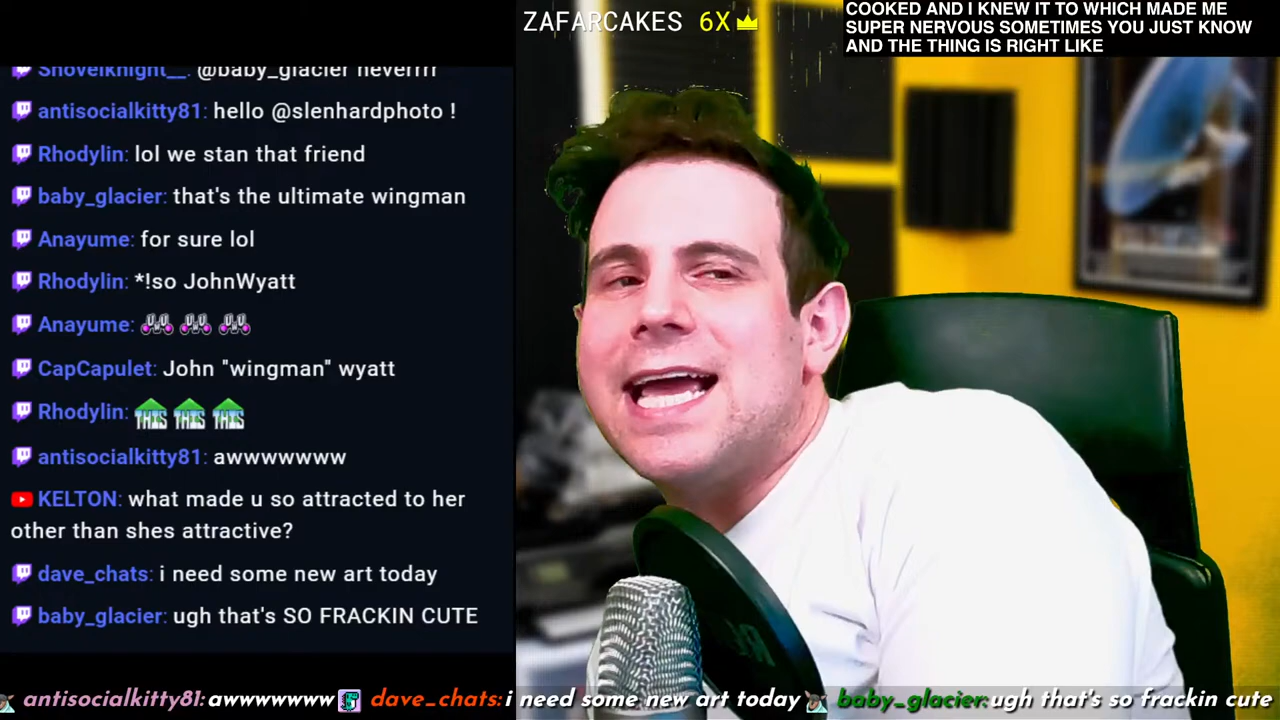 ZAFARCAKES 6X
COOKED AND I KNEW IT TO WHICH MADE ME
SUPER NERVOUS SOMETIMES YOU JUST KNOW
AND THE THING IS RIGHT LIKE
Shovelknight__: @baby_glacier neverrr
antisocialkitty81: hello @slenhardphoto !
Rhodylin: lol we stan that friend
baby_glacier: that's the ultimate wingman
Anayume: for sure lol
Rhodylin: *!so JohnWyatt
Anayume:
CapCapulet: John "wingman" wyatt
Rhodylin: THIS THIS THIS
antisocialkitty81: awwwwwww
KELTON: what made u so attracted to her
other than shes attractive?
dave_chats: i need some new art today
baby_glacier: ugh that's SO FRACKIN CUTE
antisocialkitty81: awwwwwww dave_chats: i need some new art today baby_glacier: ugh that's so frackin cute